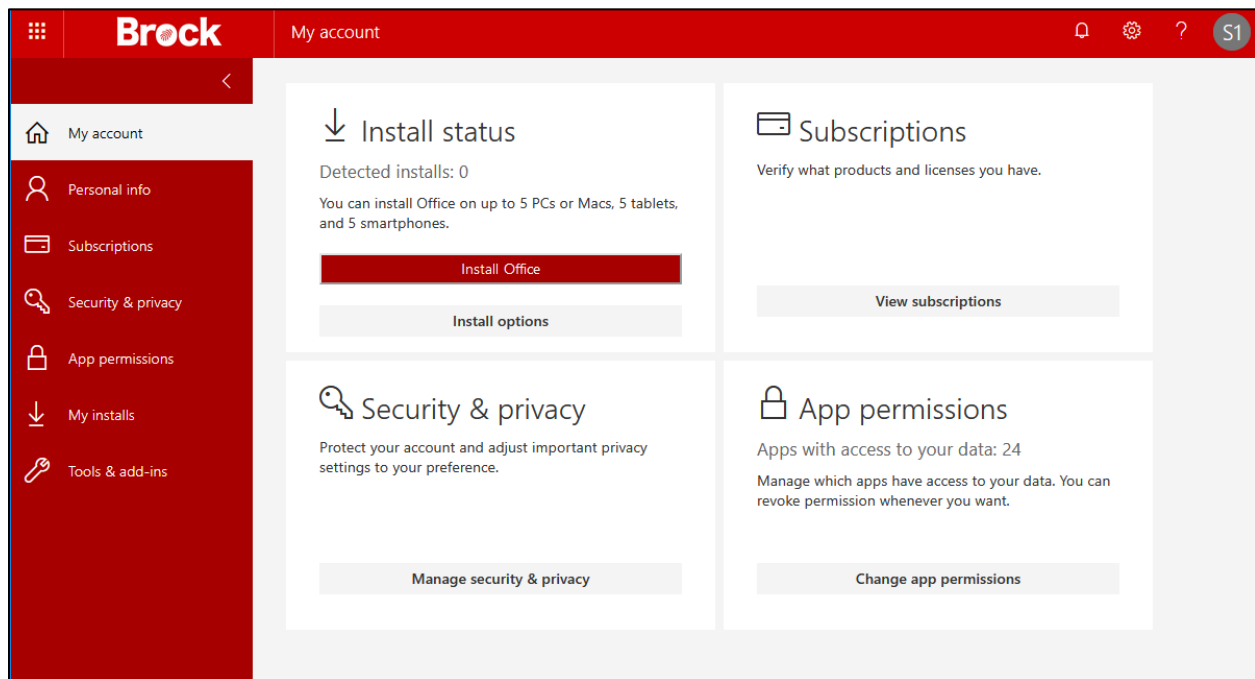 Brock
My account
?
S1
My account
Personal info
Subscriptions
Security & privacy
App permissions
My installs
Tools & add-ins
Install status
Detected installs: 0
You can install Office on up to 5 PCs or Macs, 5 tablets,
and 5 smartphones.
Install Office
Install options
Subscriptions
Verify what products and licenses you have.
View subscriptions
Security & privacy
Protect your account and adjust important privacy
settings to your preference.
Manage security & privacy
App permissions
Apps with access to your data: 24
Manage which apps have access to your data. You can
revoke permission whenever you want.
Change app permissions